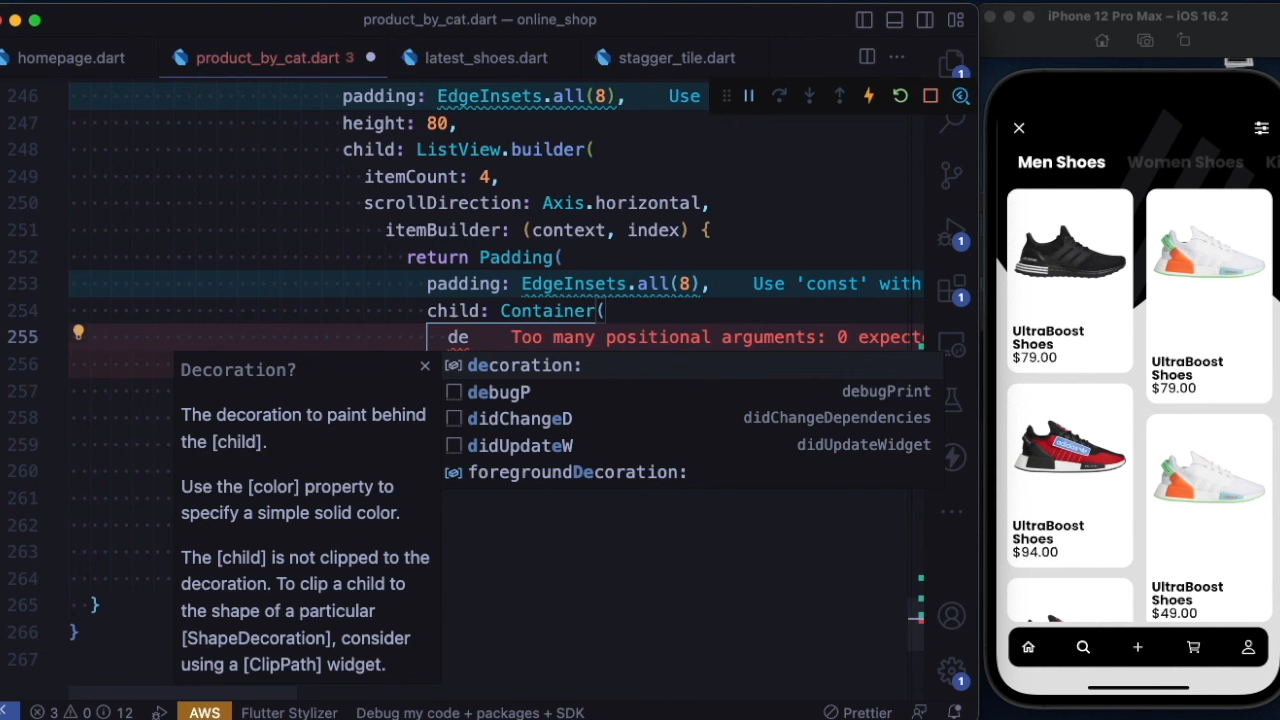 product_by_cat.dart — online_shop
iPhone 12 Pro Max – iOS 16.2
homepage.dart
product_by_cat.dart 3
latest_shoes.dart
stagger_tile.dart
246 padding: EdgeInsets.all(8), Use
247 height: 80,
248 child: ListView.builder(
249 itemCount: 4,
250 scrollDirection: Axis.horizontal,
251 itemBuilder: (context, index) {
252 return Padding(
253 padding: EdgeInsets.all(8), Use 'const' with
254 child: Container(
255 de Too many positional arguments: 0 expecte
256
257
258
259
260
261
262
263
264
265 }
266 }
267
Decoration?
The decoration to paint behind
the [child].
Use the [color] property to
specify a simple solid color.
The [child] is not clipped to the
decoration. To clip a child to
the shape of a particular
[ShapeDecoration], consider
using a [ClipPath] widget.
decoration:
debugP debugPrint
didChangeD didChangeDependencies
didUpdateW didUpdateWidget
foregroundDecoration:
1
1
1
1
3 0 12 AWS Flutter Stylizer Debug my code + packages + SDK Prettier
Men Shoes Women Shoes K
UltraBoost
Shoes
$79.00
UltraBoost
Shoes
$79.00
adidas
UltraBoost
Shoes
$94.00
UltraBoost
Shoes
$49.00